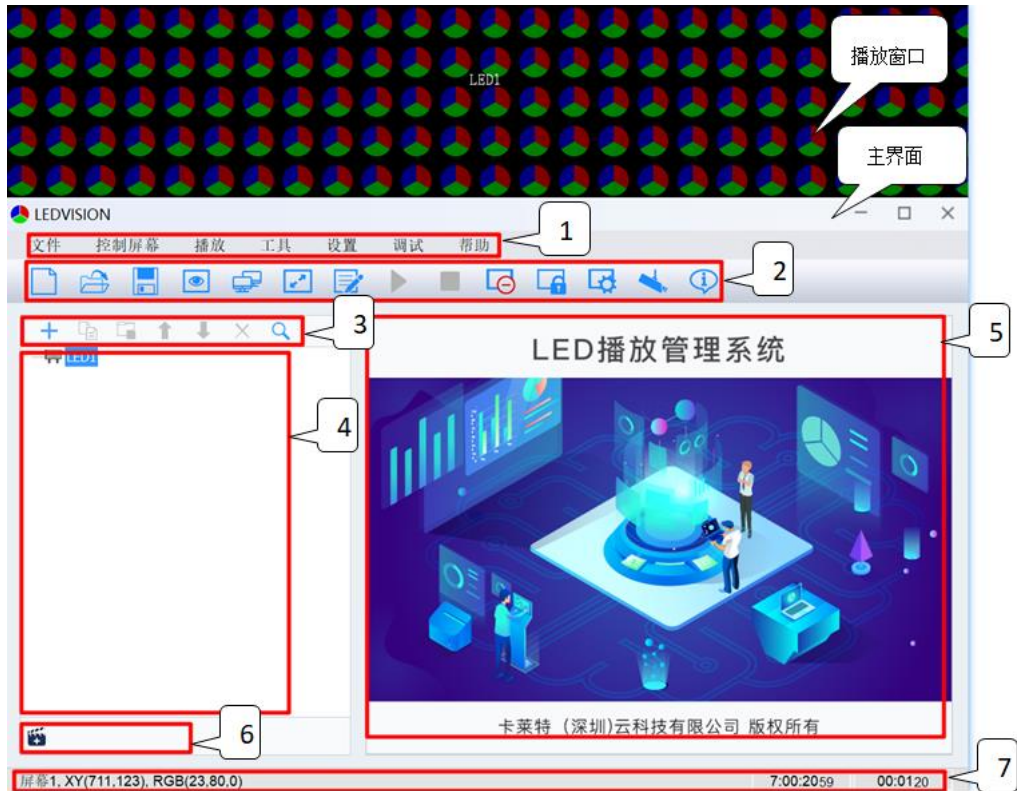 播放窗口
LED1
主界面
LEDVISION
1
文件 控制屏幕 播放 工具 设置 调试 帮助
2
3
LED1
5
LED播放管理系统
4
6
卡莱特（深圳)云科技有限公司 版权所有
7
屏幕1, XY(711,123), RGB(23,80,0) 7:00:2059 00:0120